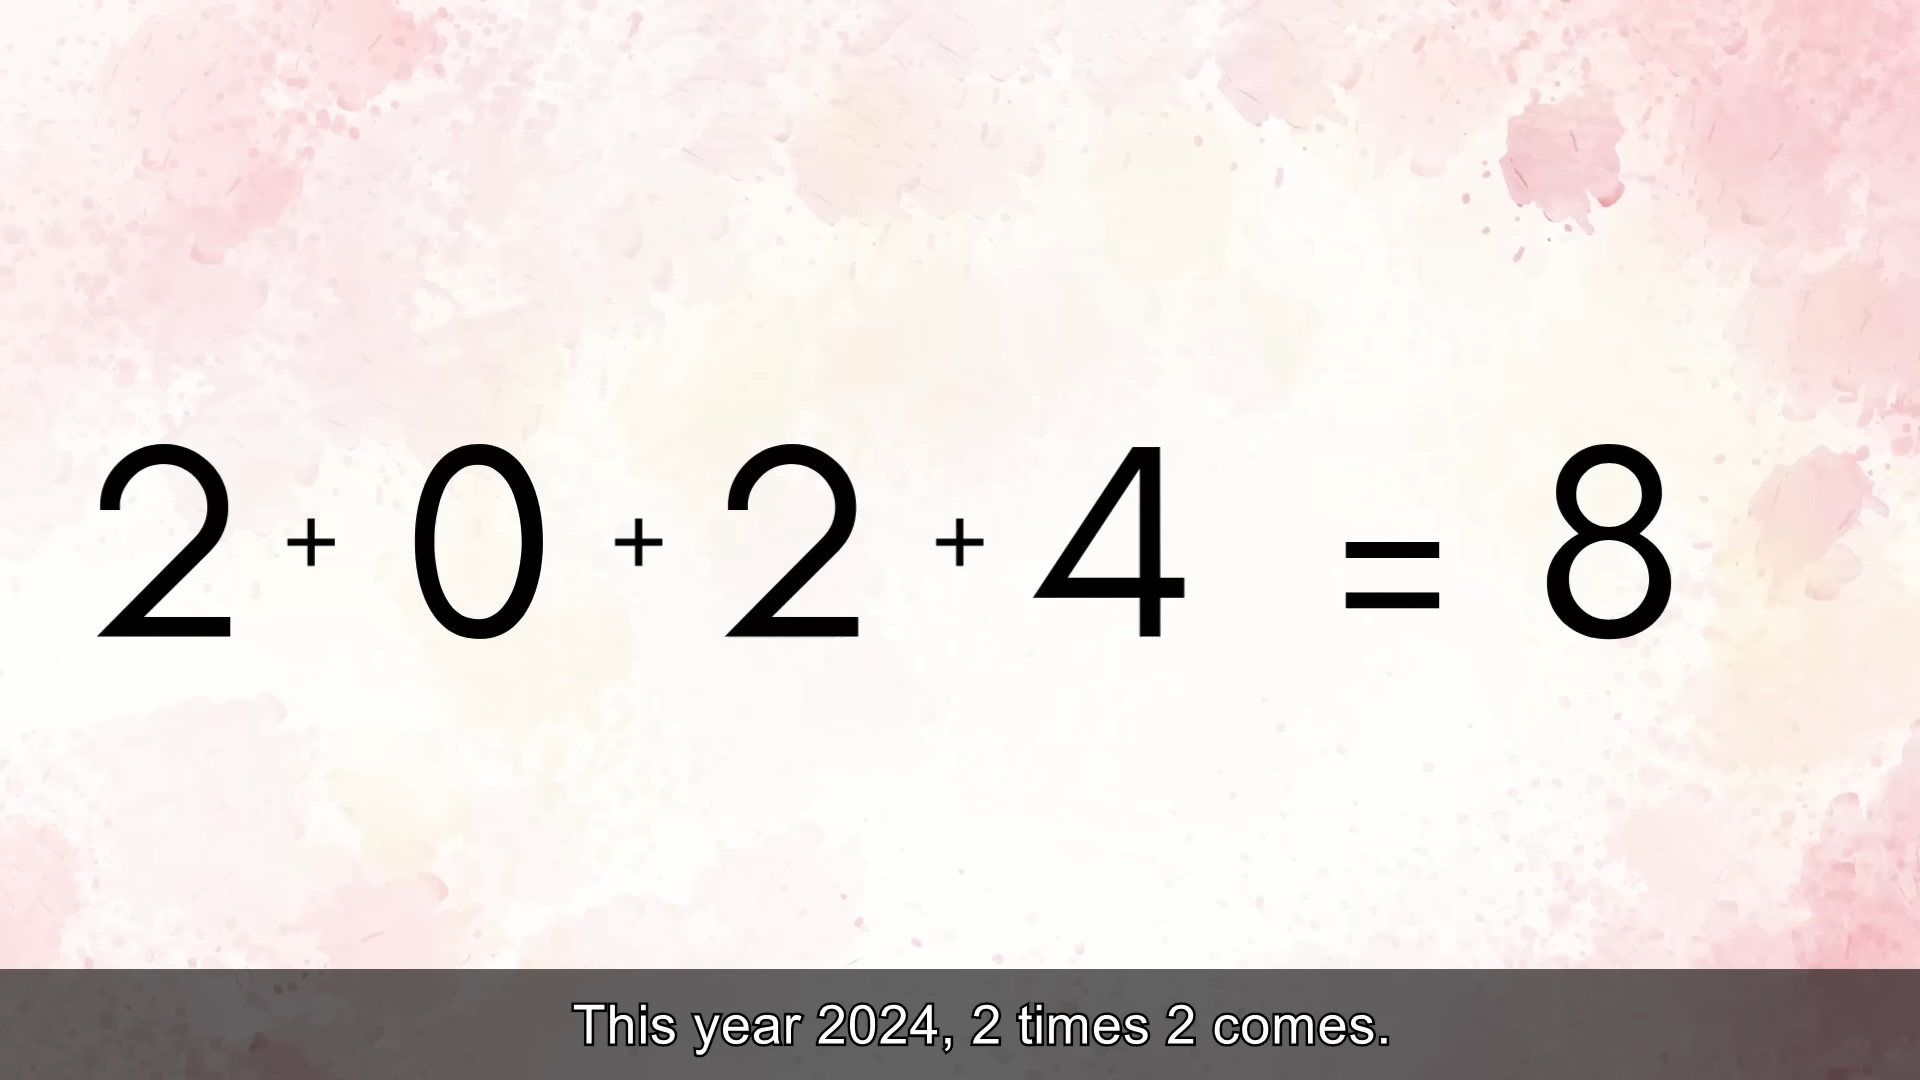 2 + 0 + 2 + 4 = 8
This year 2024, 2 times 2 comes.